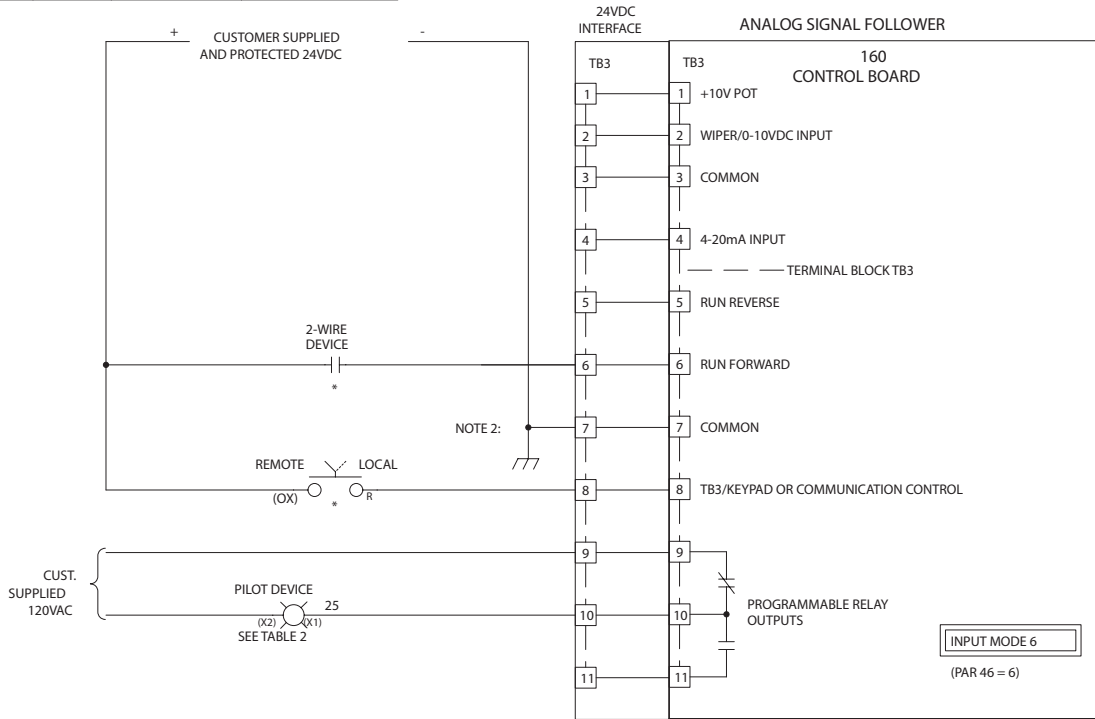 24VDC
INTERFACE
ANALOG SIGNAL FOLLOWER
+ CUSTOMER SUPPLIED -
AND PROTECTED 24VDC
160
CONTROL BOARD
TB3 TB3
1 1 +10V POT
2 2 WIPER/0-10VDC INPUT
3 3 COMMON
4 4 4-20mA INPUT
TERMINAL BLOCK TB3
5 5 RUN REVERSE
2-WIRE
DEVICE
*
6 6 RUN FORWARD
NOTE 2: 7 7 COMMON
REMOTE LOCAL
(OX) * R
8 8 TB3/KEYPAD OR COMMUNICATION CONTROL
9 9
CUST.
SUPPLIED
120VAC
PILOT DEVICE
25
(X2) (X1)
SEE TABLE 2
10 10
PROGRAMMABLE RELAY
OUTPUTS
11 11
INPUT MODE 6
(PAR 46 = 6)